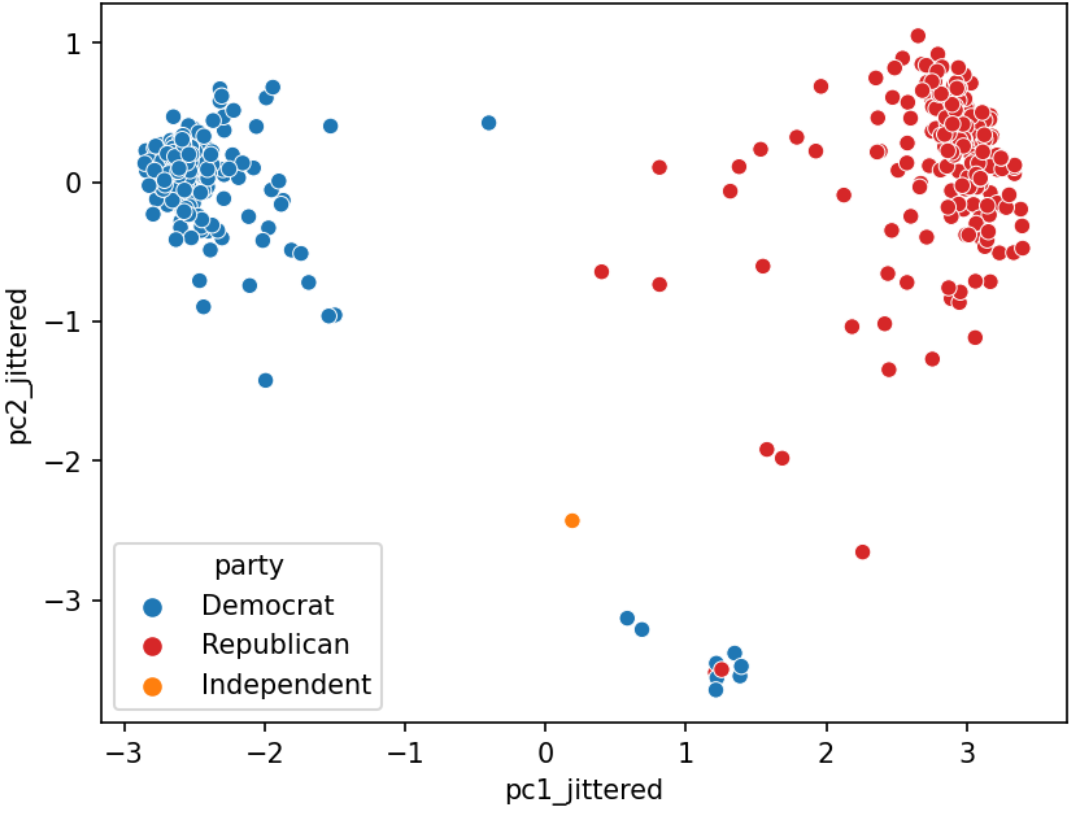 1
0
−1
−2
−3
pc2_jittered
party
Democrat
Republican
Independent
−3 −2 −1 0 1 2 3
pc1_jittered